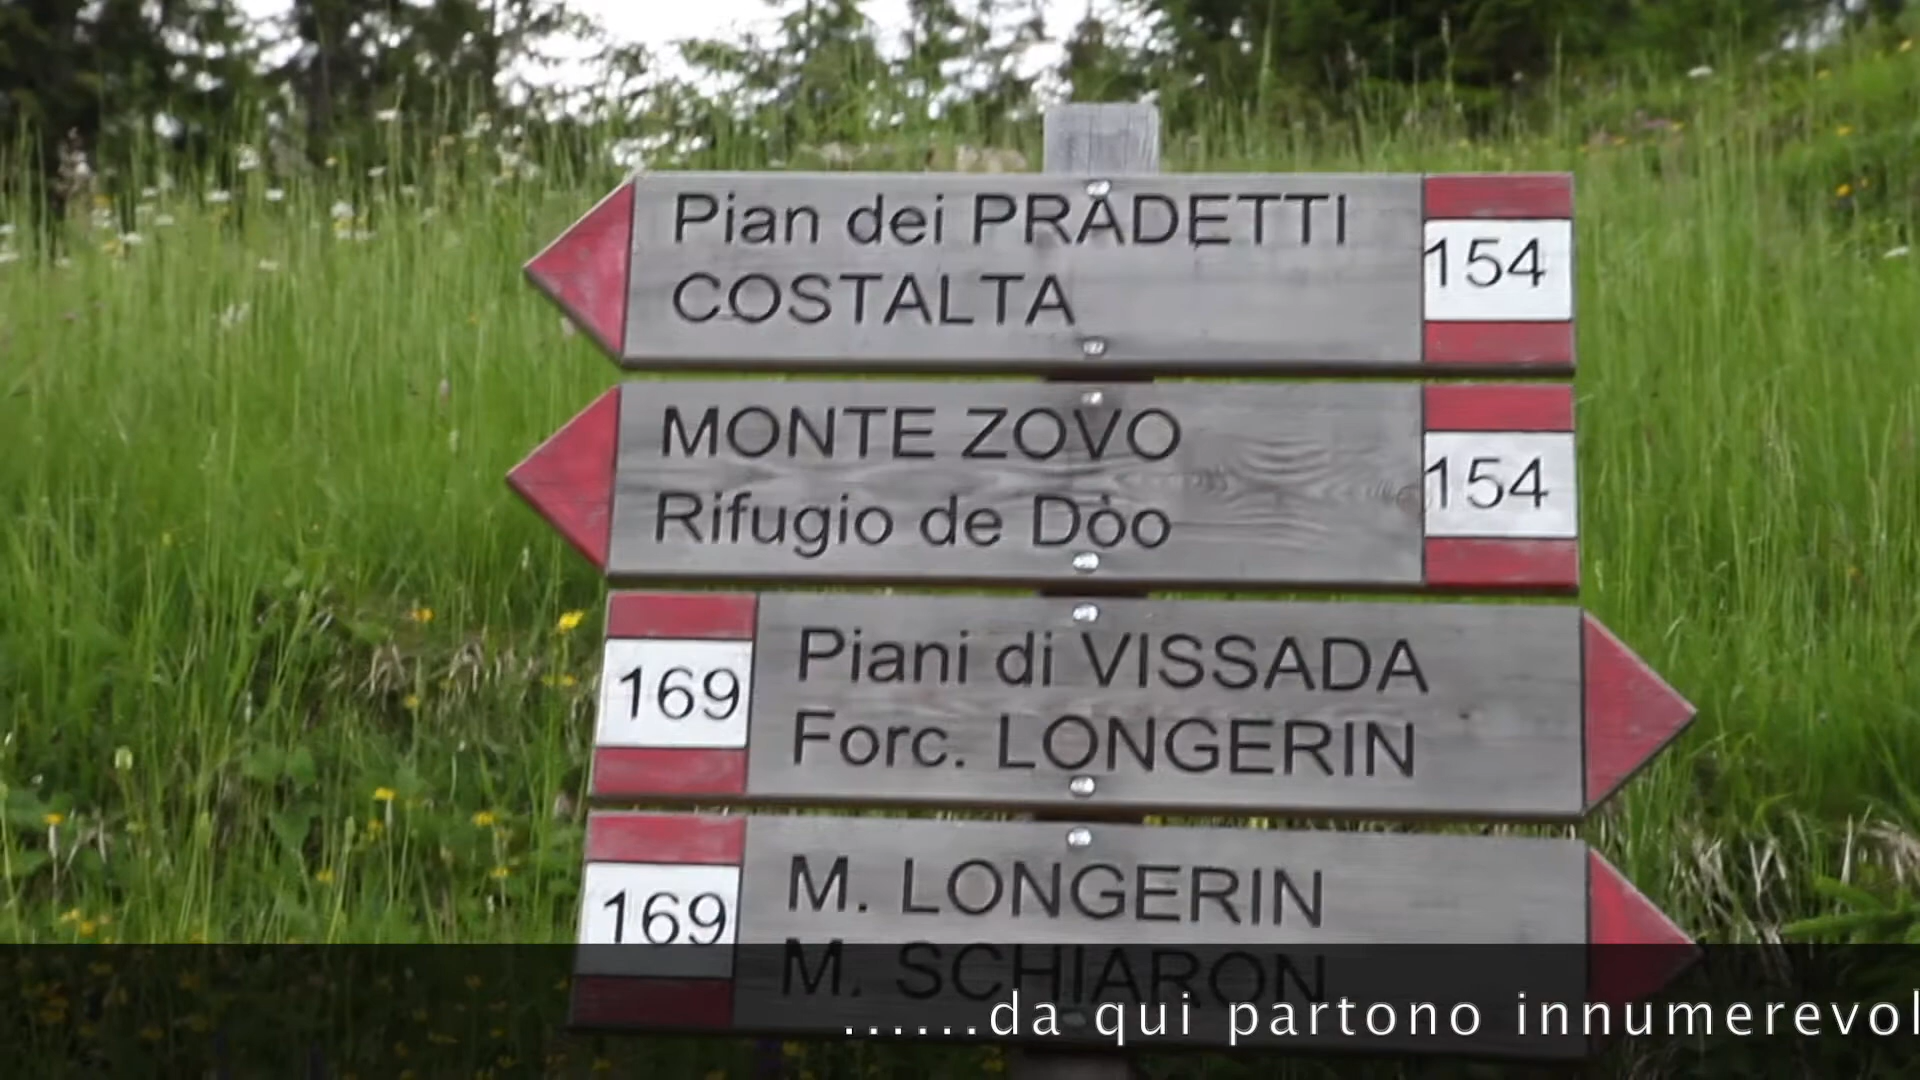 Pian dei PRADETTI
COSTALTA
154
MONTE ZOVO
Rifugio de Dòo
154
169
Piani di VISSADA
Forc. LONGERIN
169
M. LONGERIN
M. SCHIARON
......da qui partono innumerevol